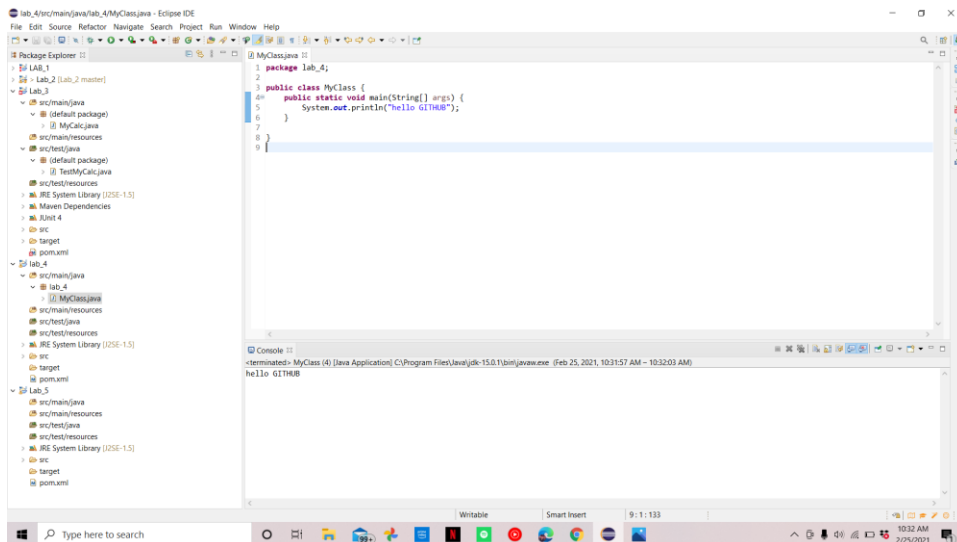 lab_4/src/main/java/lab_4/MyClass.java - Eclipse IDE
File Edit Source Refactor Navigate Search Project Run Window Help
Package Explorer
LAB_1
> Lab_2 [Lab_2 master]
Lab_3
src/main/java
(default package)
MyCalc.java
src/main/resources
src/test/java
(default package)
TestMyCalc.java
src/test/resources
JRE System Library [J2SE-1.5]
Maven Dependencies
JUnit 4
src
target
pom.xml
lab_4
src/main/java
lab_4
MyClass.java
src/main/resources
src/test/java
src/test/resources
JRE System Library [J2SE-1.5]
src
target
pom.xml
Lab_5
src/main/java
src/main/resources
src/test/java
src/test/resources
JRE System Library [J2SE-1.5]
src
target
pom.xml
MyClass.java
1 package lab_4;
2
3 public class MyClass {
4 public static void main(String[] args) {
5 System.out.println("hello GITHUB");
6 }
7
8 }
9
Console
<terminated> MyClass (4) [Java Application] C:\Program Files\Java\jdk-15.0.1\bin\javaw.exe (Feb 25, 2021, 10:31:57 AM – 10:32:03 AM)
hello GITHUB
Writable Smart Insert 9 : 1 : 133
Type here to search
99+
10:32 AM
2/25/2021